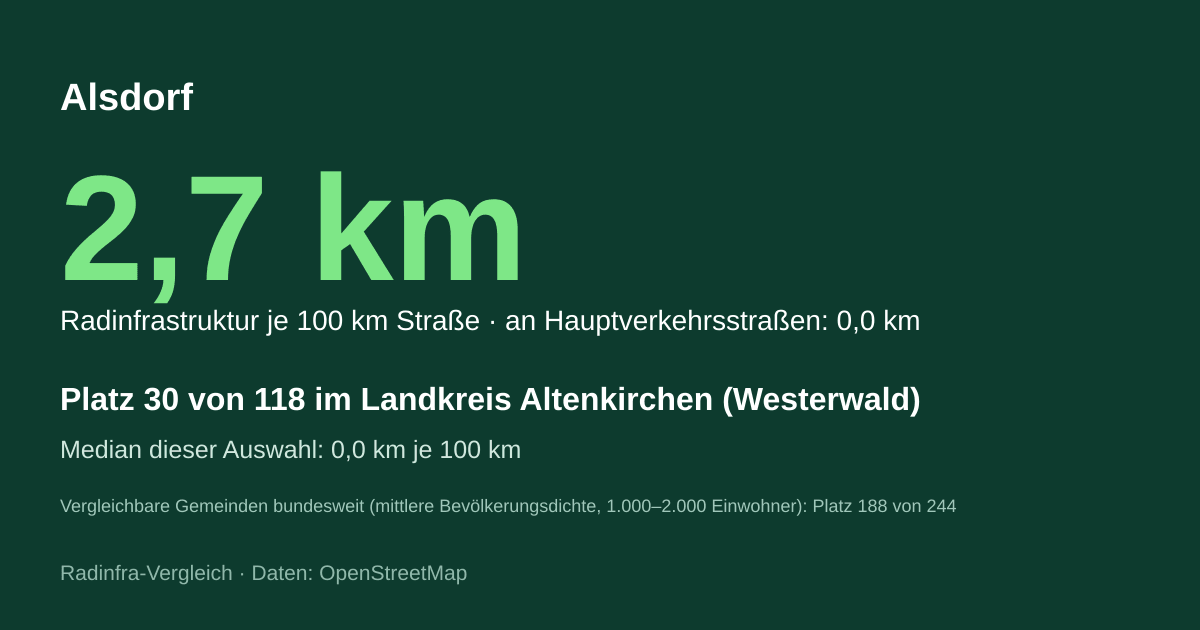 Alsdorf
2,7 km
Radinfrastruktur je 100 km Straße · an Hauptverkehrsstraßen: 0,0 km
Platz 30 von 118 im Landkreis Altenkirchen (Westerwald)
Median dieser Auswahl: 0,0 km je 100 km
Vergleichbare Gemeinden bundesweit (mittlere Bevölkerungsdichte, 1.000–2.000 Einwohner): Platz 188 von 244
Radinfra-Vergleich · Daten: OpenStreetMap